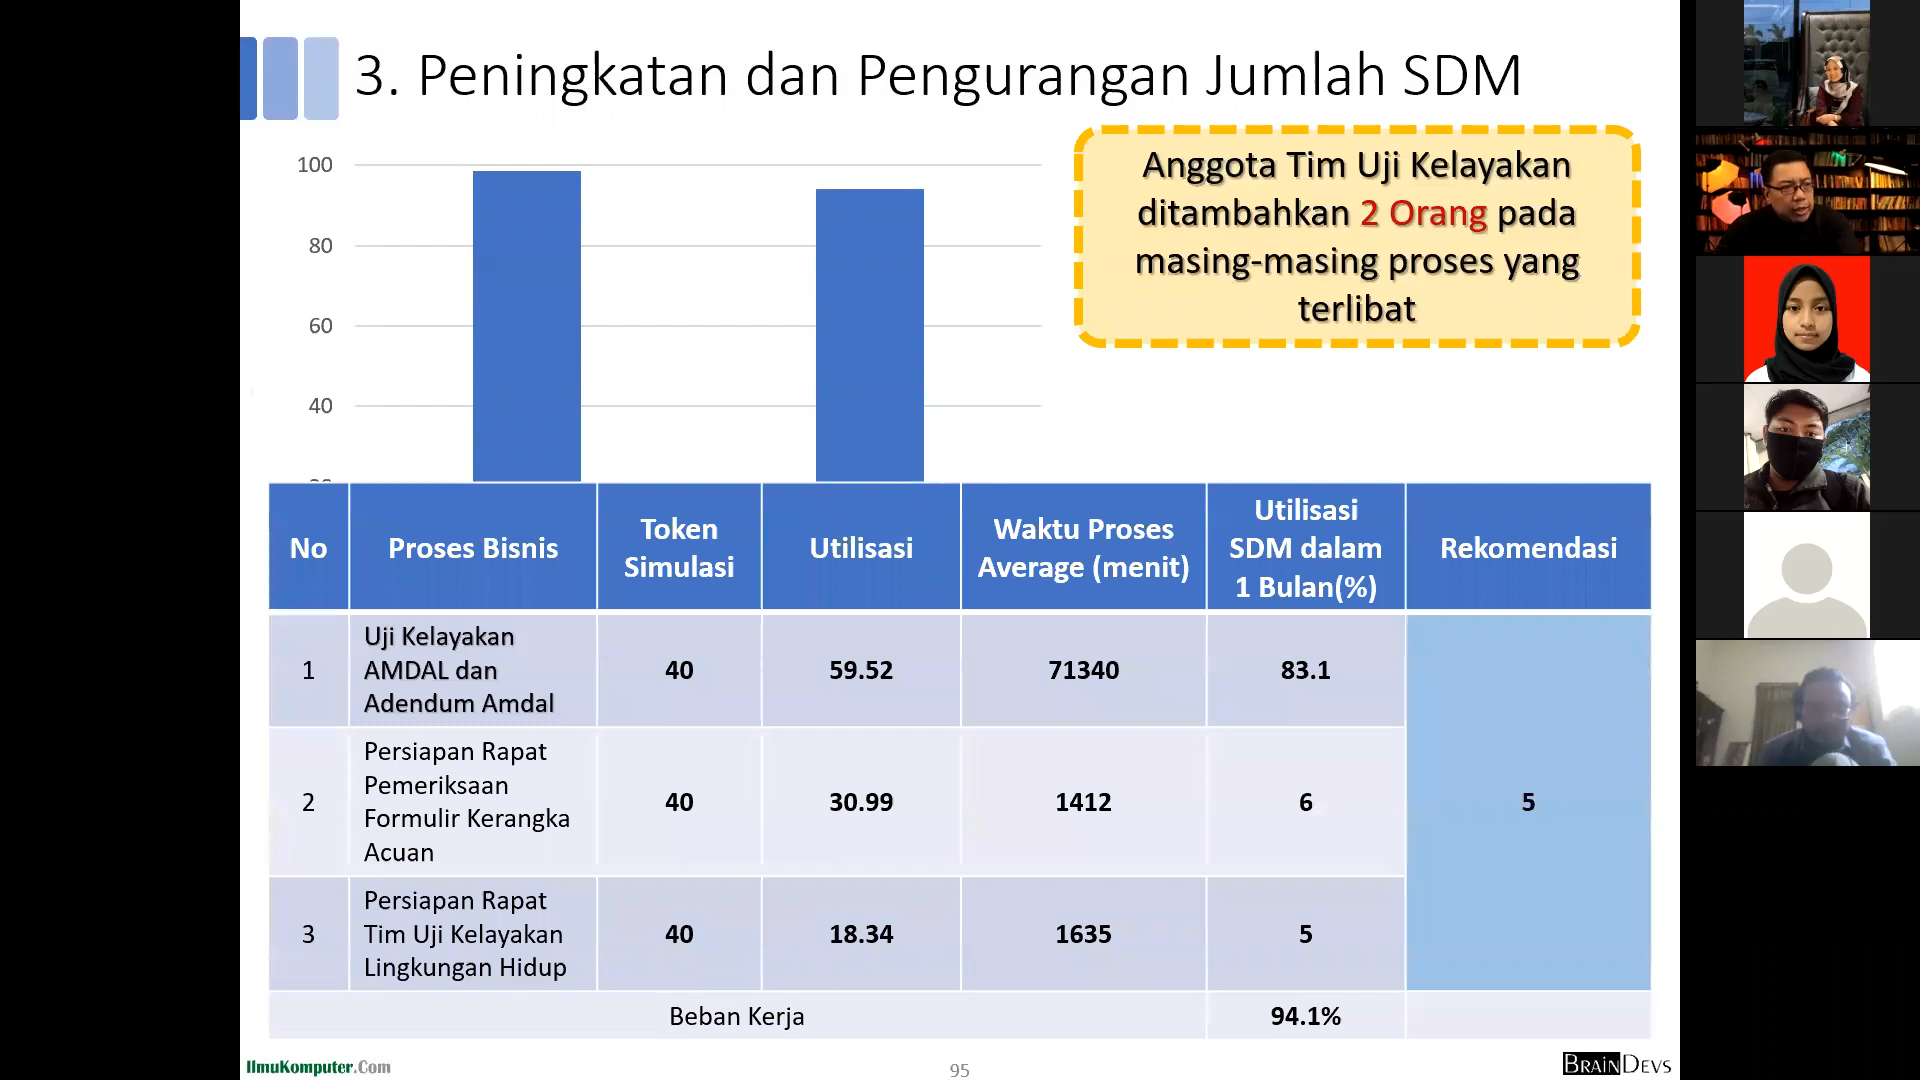 3. Peningkatan dan Pengurangan Jumlah SDM
100
80
60
40
Anggota Tim Uji Kelayakan
ditambahkan 2 Orang pada
masing-masing proses yang
terlibat
No
Proses Bisnis
Token
Simulasi
Utilisasi
Waktu Proses
Average (menit)
Utilisasi
SDM dalam
1 Bulan(%)
Rekomendasi
1
Uji Kelayakan
AMDAL dan
Adendum Amdal
40
59.52
71340
83.1
2
Persiapan Rapat
Pemeriksaan
Formulir Kerangka
Acuan
40
30.99
1412
6
5
3
Persiapan Rapat
Tim Uji Kelayakan
Lingkungan Hidup
40
18.34
1635
5
Beban Kerja
94.1%
IlmuKomputer.Com
95
BRAINDEVS